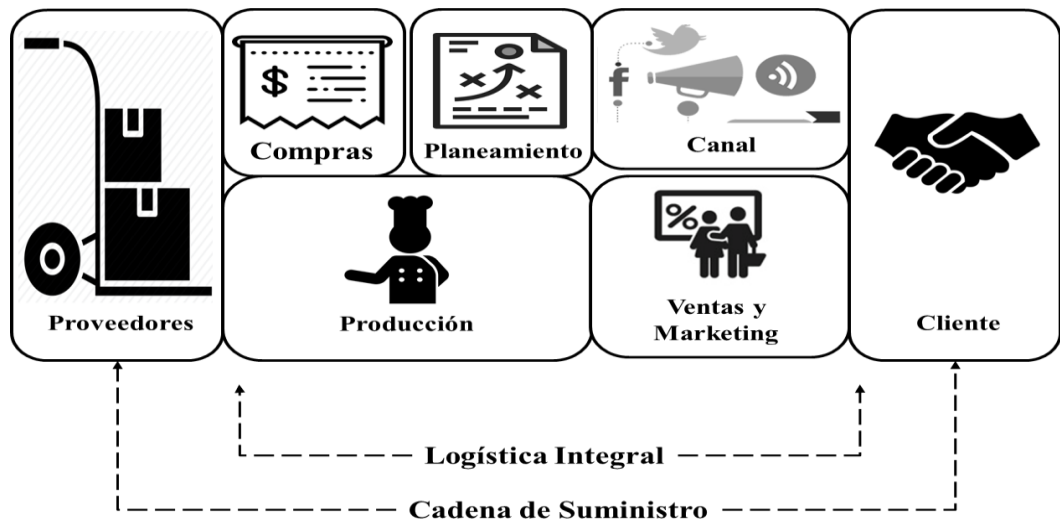 $
Compras
Planeamiento
f
Canal
Proveedores
Producción
%
Ventas y
Marketing
Cliente
Logística Integral
Cadena de Suministro